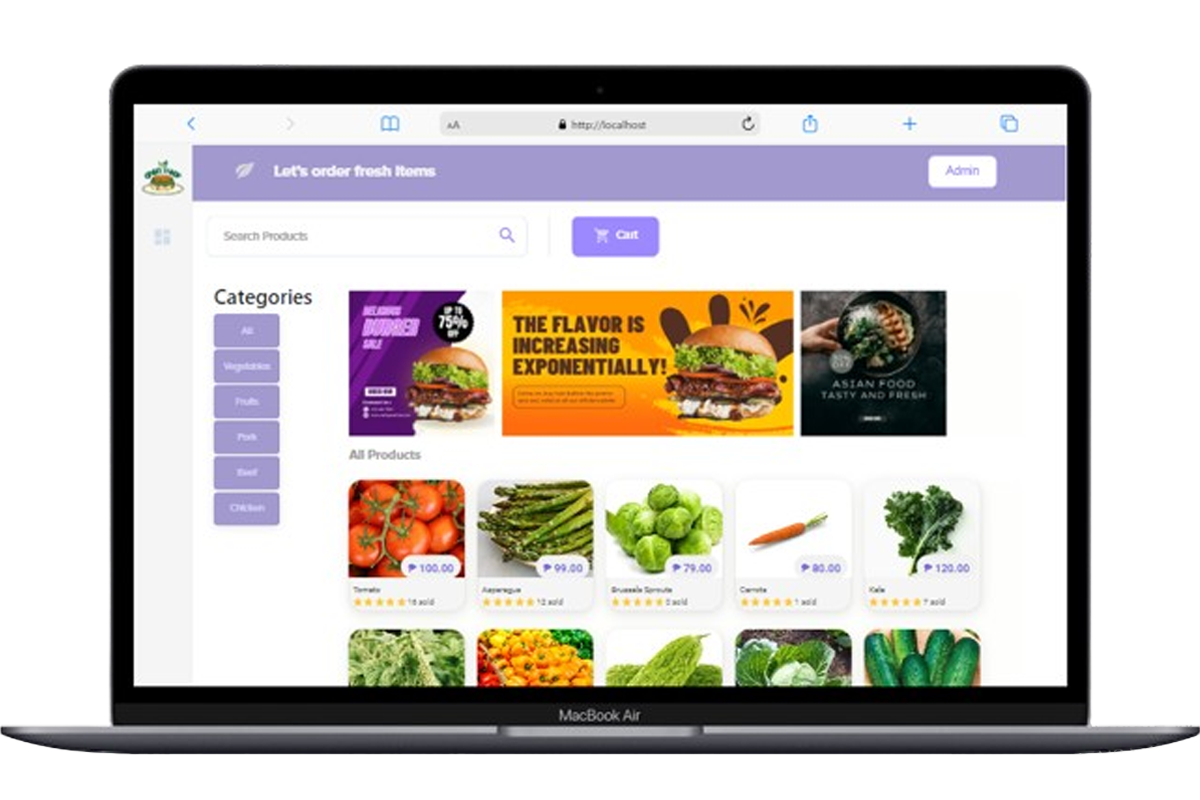 AA
http://localhost
Let's order fresh Items
Admin
Search Products
Cart
Categories
All
Vegetables
Fruits
Pork
Beef
Chicken
DELICIOUS
BURGER
SALE
UP TO
75%
OFF
THE FLAVOR IS
INCREASING
EXPONENTIALLY!
ASIAN FOOD
TASTY AND FRESH
All Products
₱ 100.00
Tomato
16 sold
₱ 99.00
Asparagus
12 sold
₱ 79.00
Brussels Sprouts
0 sold
₱ 80.00
Carrots
1 sold
₱ 120.00
Kale
7 sold
MacBook Air